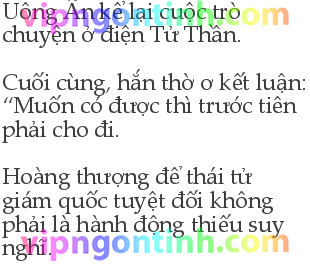 Uông Ấn kể lại cuộc trò
chuyện ở điện Tử Thần.
Cuối cùng, hắn thờ ơ kết luận:
“Muốn có được thì trước tiên
phải cho đi.
Hoàng thượng để thái tử
giám quốc tuyệt đối không
phải là hành động thiếu suy
nghĩ.
vipngontinh.com
vipngontinh.com